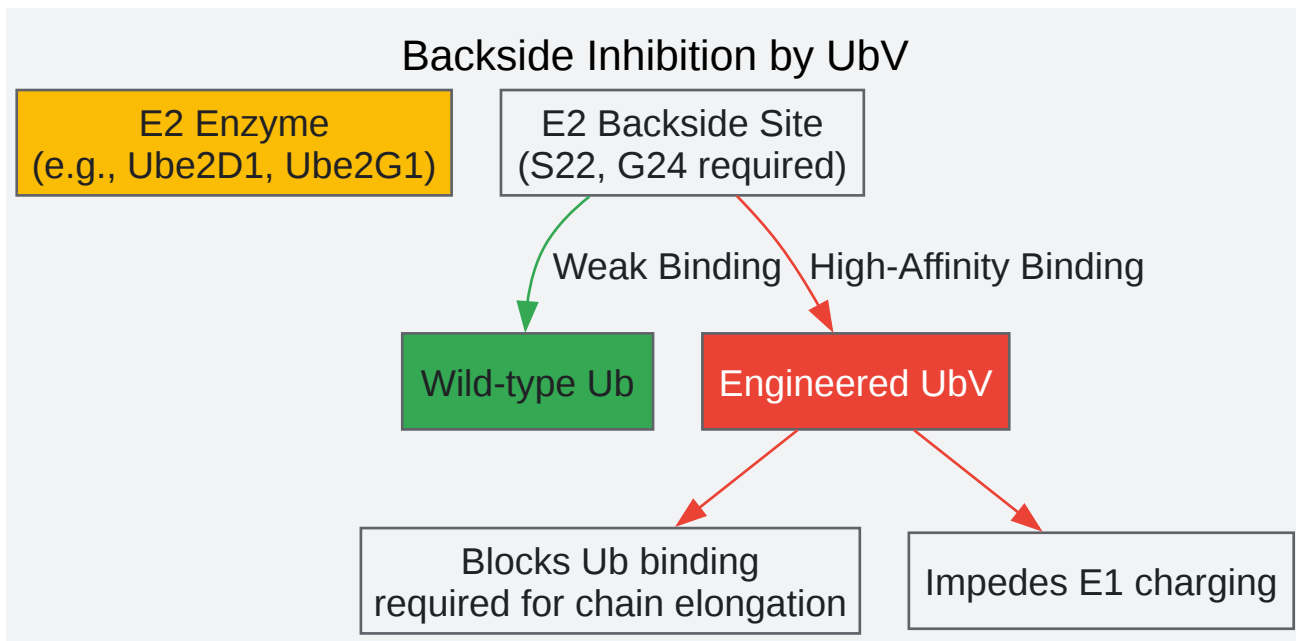 Backside Inhibition by UbV
E2 Enzyme
(e.g., Ube2D1, Ube2G1)
E2 Backside Site
(S22, G24 required)
Weak Binding
High-Affinity Binding
Wild-type Ub
Engineered UbV
Blocks Ub binding
required for chain elongation
Impedes E1 charging